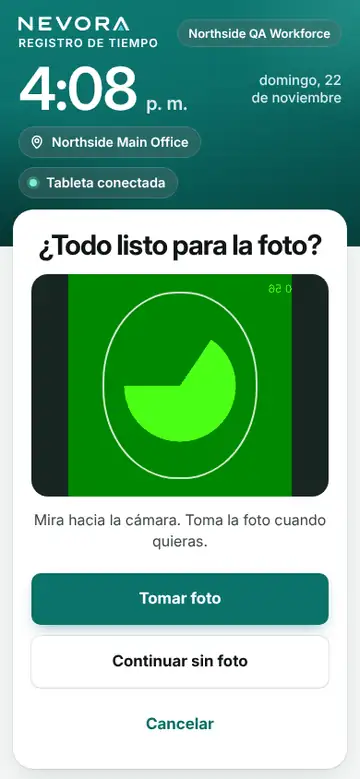 NEVORA
REGISTRO DE TIEMPO
Northside QA Workforce
4:08 p. m.
domingo, 22
de noviembre
Northside Main Office
Tableta conectada
¿Todo listo para la foto?
Mira hacia la cámara. Toma la foto cuando
quieras.
Tomar foto
Continuar sin foto
Cancelar